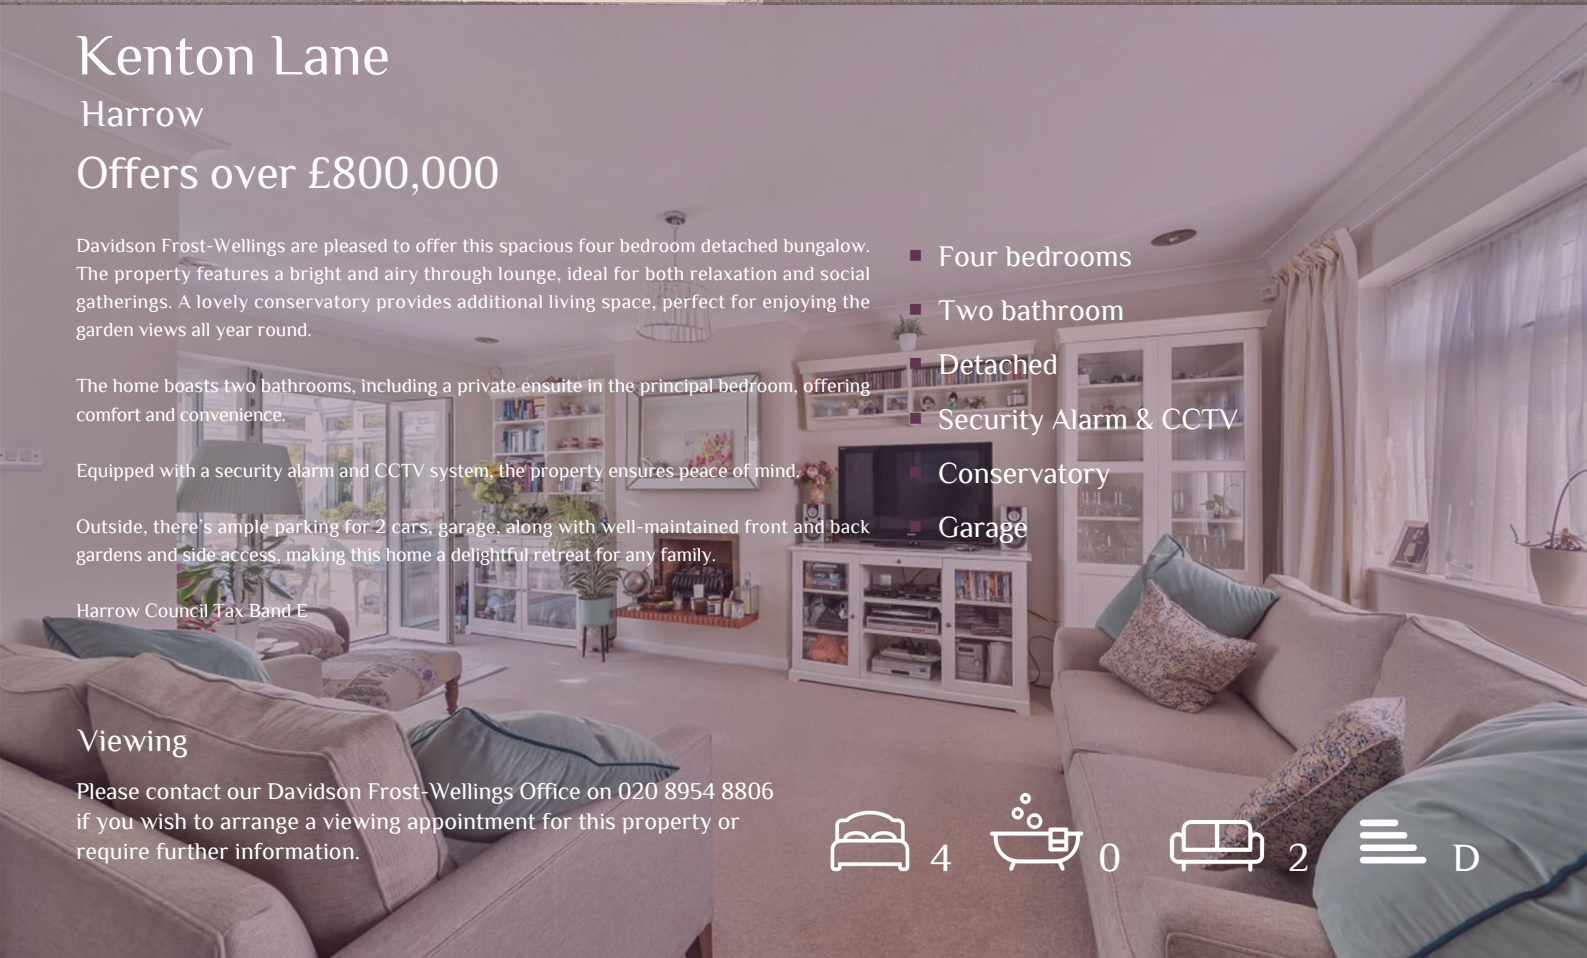 Kenton Lane
Harrow
Offers over £800,000
Davidson Frost-Wellings are pleased to offer this spacious four bedroom detached bungalow.
The property features a bright and airy through lounge, ideal for both relaxation and social
gatherings. A lovely conservatory provides additional living space, perfect for enjoying the
garden views all year round.
The home boasts two bathrooms, including a private ensuite in the principal bedroom, offering
comfort and convenience.
Equipped with a security alarm and CCTV system, the property ensures peace of mind.
Outside, there's ample parking for 2 cars, garage, along with well-maintained front and back
gardens and side access, making this home a delightful retreat for any family.
Harrow Council Tax Band E
Four bedrooms
Two bathroom
Detached
Security Alarm & CCTV
Conservatory
Garage
Viewing
Please contact our Davidson Frost-Wellings Office on 020 8954 8806
if you wish to arrange a viewing appointment for this property or
require further information.
4 0 2 D